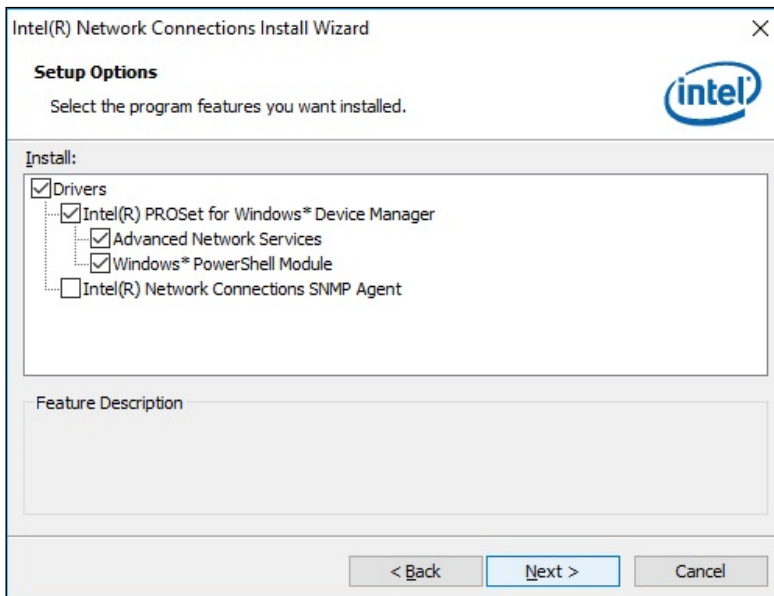 Intel(R) Network Connections Install Wizard
Setup Options
Select the program features you want installed.
intel
Install:
Drivers
Intel(R) PROSet for Windows* Device Manager
Advanced Network Services
Windows* PowerShell Module
Intel(R) Network Connections SNMP Agent
Feature Description
< Back
Next >
Cancel